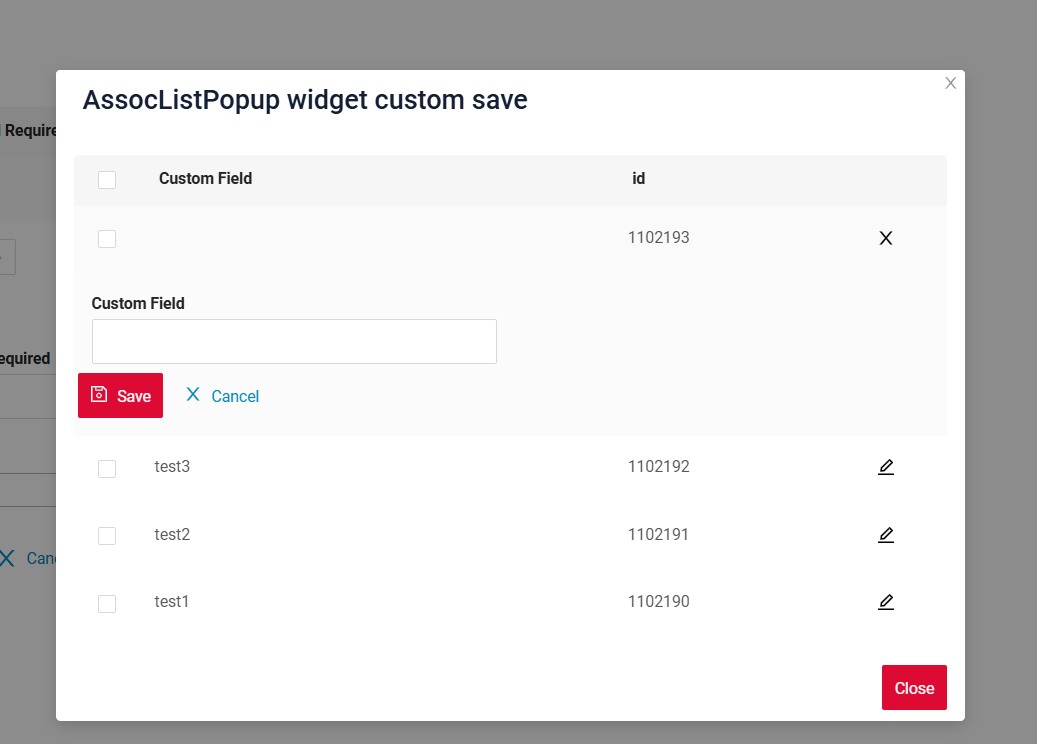 AssocListPopup widget custom save
Require
Custom Field id
1102193
Custom Field
equired
Save Cancel
test3 1102192
test2 1102191
Can
test1 1102190
Close